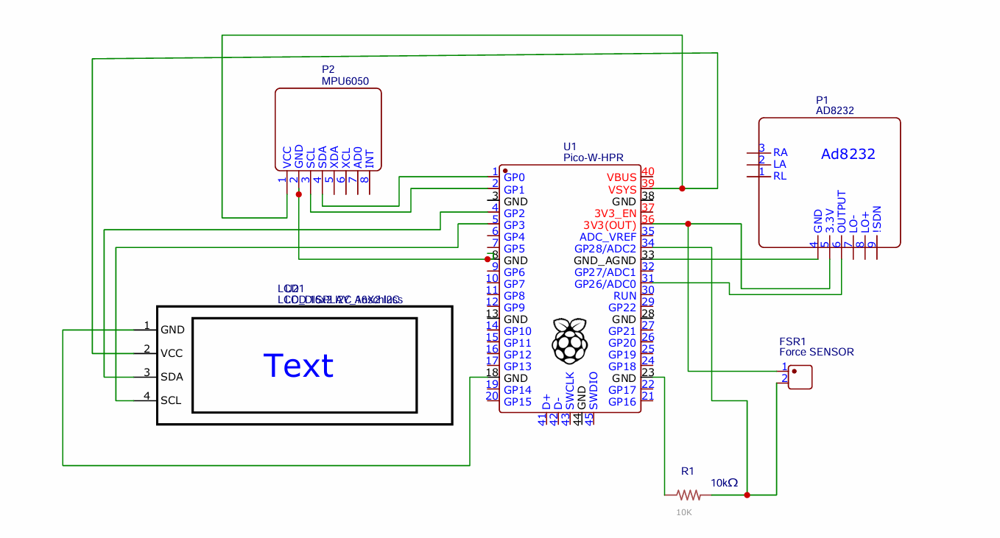 P2
MPU6050
VCC
GND
SCL
SDA
XDA
XCL
AD0
INT
1
2
3
4
5
6
7
8
P1
AD8232
Ad8232
3 RA
2 LA
1 RL
GND
3.3V
OUTPUT
LO-
LO+
!SDN
4
5
6
7
8
9
U1
Pico-W-HPR
1 GP0 VBUS 40
2 GP1 VSYS 39
3 GND GND 38
4 GP2 3V3_EN 37
5 GP3 3V3(OUT) 36
6 GP4 ADC_VREF 35
7 GP5 GP28/ADC2 34
8 GND GND_AGND 33
9 GP6 GP27/ADC1 32
10 GP7 GP26/ADC0 31
11 GP8 RUN 30
12 GP9 GP22 29
13 GND GND 28
14 GP10 GP21 27
15 GP11 GP20 26
16 GP12 GP19 25
17 GP13 GP18 24
18 GND GND 23
19 GP14 GP17 22
20 GP15 GP16 21
D+
D-
SWCLK
GND
SWDIO
41
42
43
44
45
1 GND
2 VCC
3 SDA
4 SCL
Text
FSR1
Force SENSOR
1
2
R1
10kΩ
10K